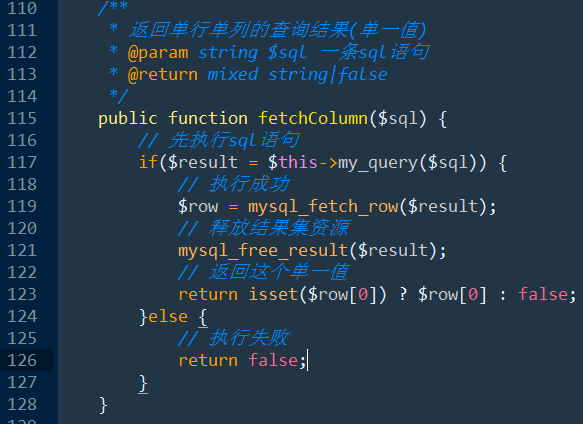 110 /**
111  * 返回单行单列的查询结果(单一值)
112  * @param string $sql 一条sql语句
113  * @return mixed string|false
114  */
115 public function fetchColumn($sql) {
116     // 先执行sql语句
117     if($result = $this->my_query($sql)) {
118         // 执行成功
119         $row = mysql_fetch_row($result);
120         // 释放结果集资源
121         mysql_free_result($result);
122         // 返回这个单一值
123         return isset($row[0]) ? $row[0] : false;
124     }else {
125         // 执行失败
126         return false;
127     }
128 }